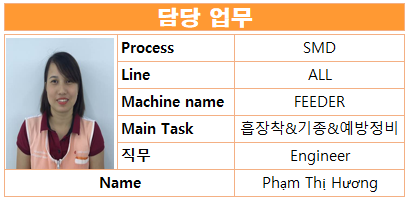 담당 업무
Process SMD
Line ALL
Machine name FEEDER
Main Task 흡장착&기종&예방정비
직무 Engineer
Name Phạm Thị Hương